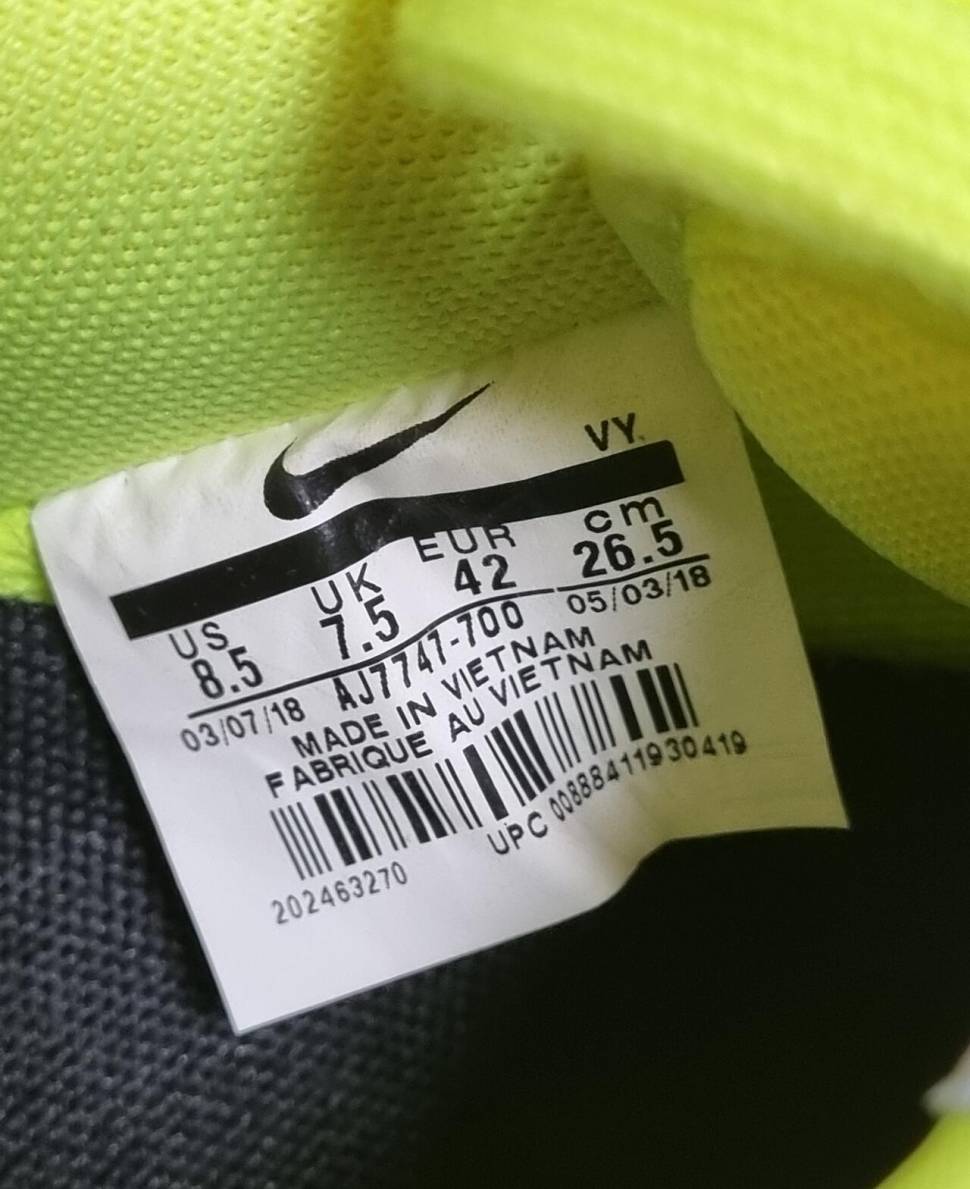 VY.
US UK EUR cm
8.5 7.5 42 26.5
03/07/18 AJ7747-700 05/03/18
MADE IN VIETNAM
FABRIQUE AU VIETNAM
202463270 UPC 00888411930419